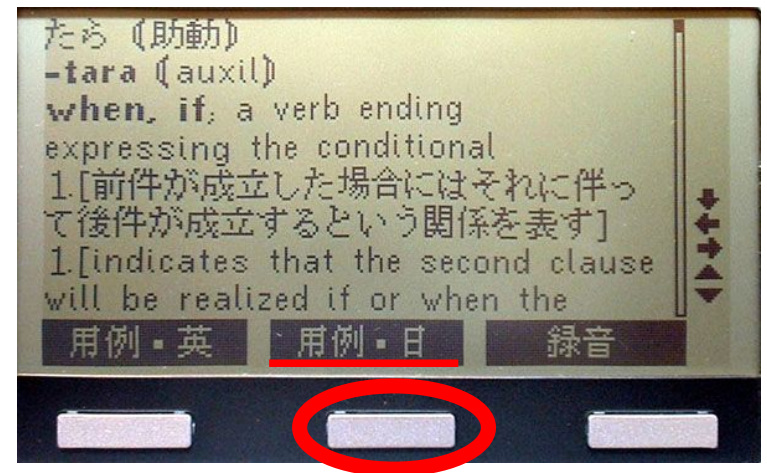 たら⦅助動⦆
-tara⦅auxil⦆
when, if; a verb ending
expressing the conditional
1.[前件が成立した場合にはそれに伴っ
て後件が成立するという関係を表す]
1.[indicates that the second clause
will be realized if or when the
用例▪英 用例▪日 録音